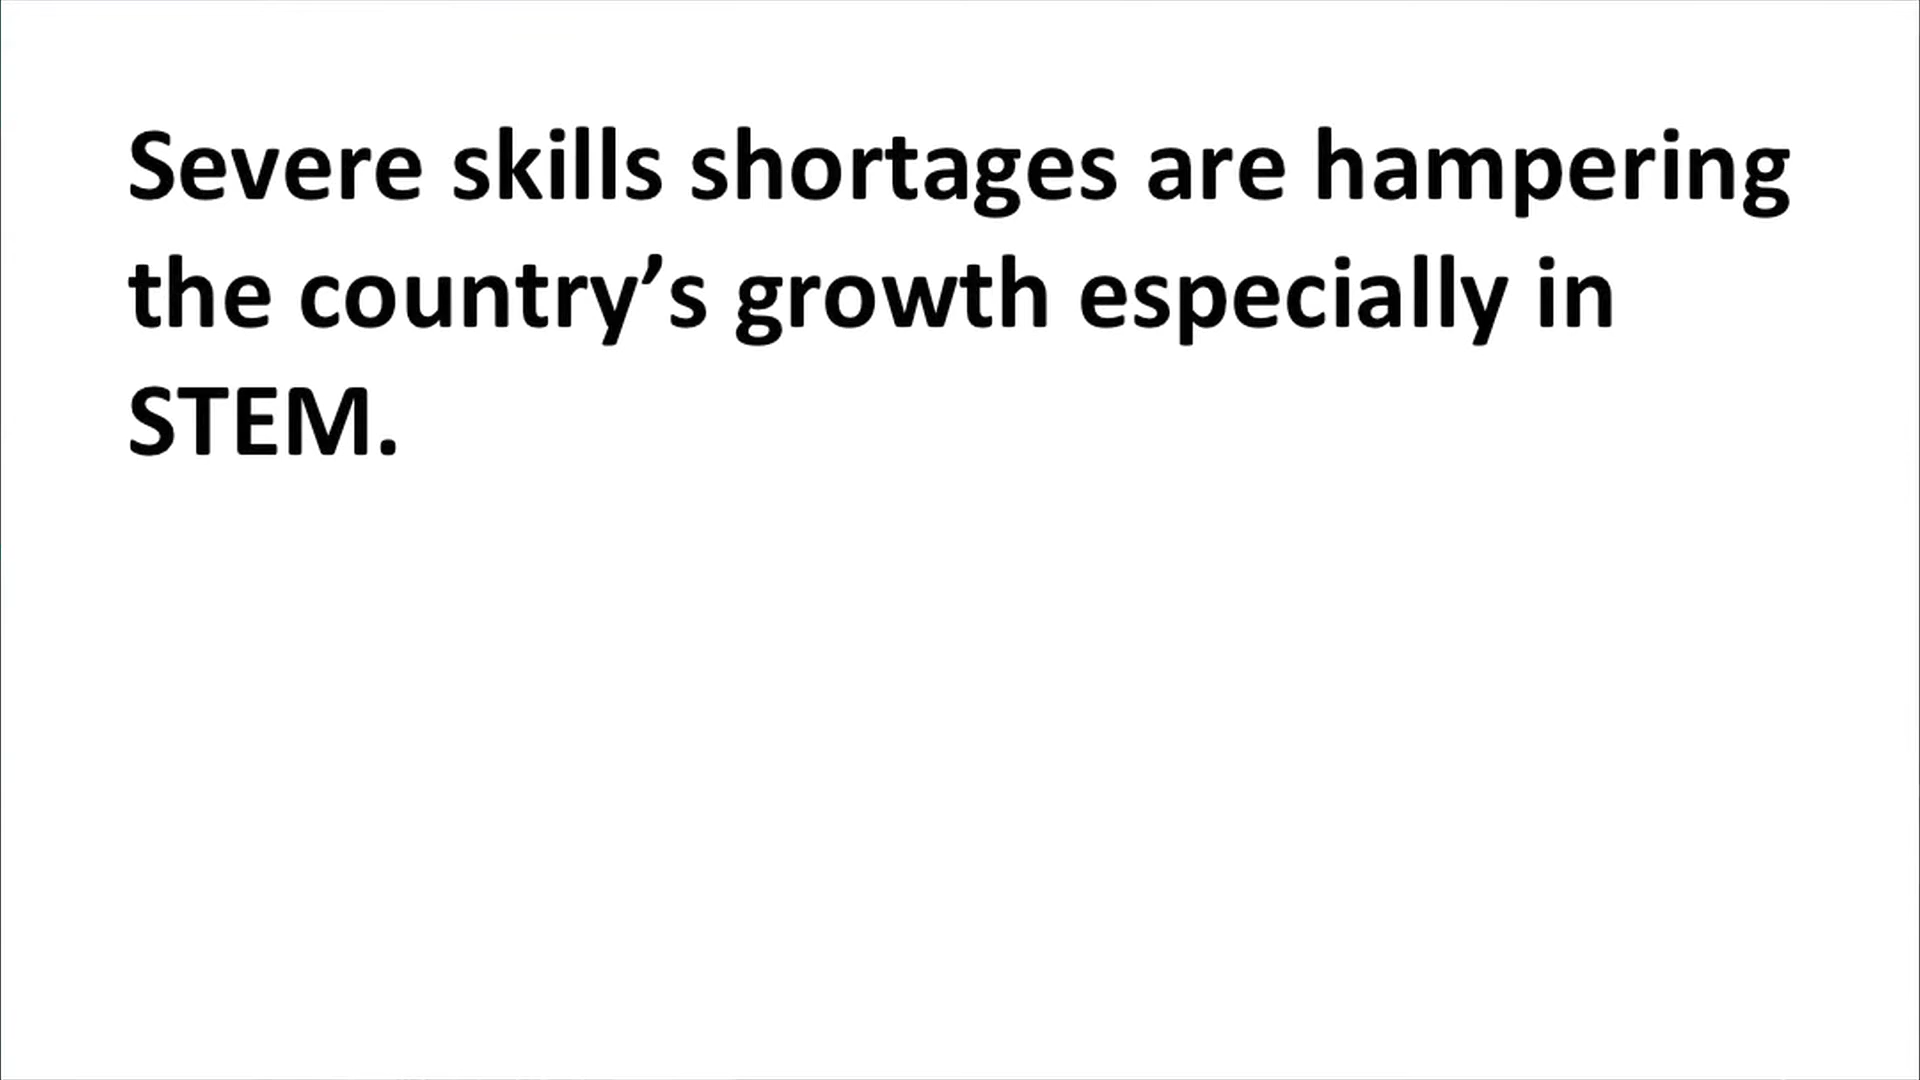 Severe skills shortages are hampering
the country’s growth especially in
STEM.